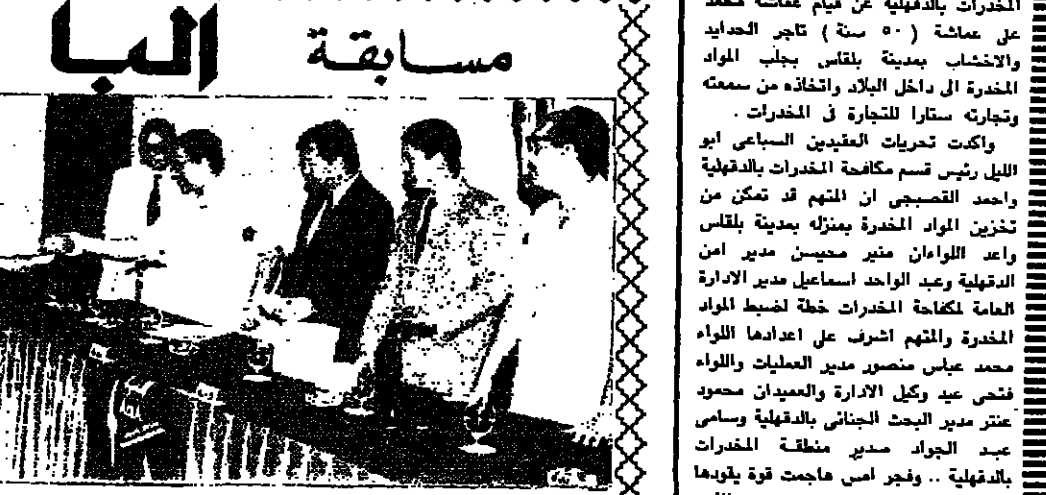 مسابقة
البا
المخدرات بالدقهلية عن قيام عماشة محمد
على عماشة ( ٥٠ سنة ) تاجر الحدايد
والاخشاب بمدينة بلقاس بجلب المواد
المخدرة الى داخل البلاد واتخاذه من سمعته
وتجارته ستارا للتجارة فى المخدرات .
واكدت تحريات العقيدين السباعى ابو
الليل رئيس قسم مكافحة المخدرات بالدقهلية
واحمد القصبجى ان المتهم قد تمكن من
تخزين المواد المخدرة بمنزله بمدينة بلقاس
واعد اللواءان منير محيسن مدير امن
الدقهلية وعبد الواحد اسماعيل مدير الادارة
العامة لمكافحة المخدرات خطة لضبط المواد
المخدرة والمتهم اشرف على اعدادها اللواء
محمد عباس منصور مدير العمليات واللواء
فتحى عيد وكيل الادارة والعميدان محمود
عنتر مدير البحث الجنائى بالدقهلية وسامى
عبد الجواد مدير منطقة المخدرات
بالدقهلية .. وفجر امس هاجمت قوة يقودها